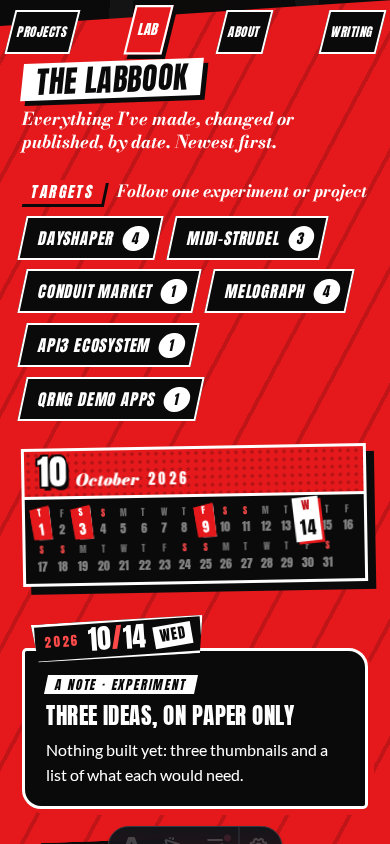 PROJECTS
LAB
ABOUT
WRITING
THE LABBOOK
Everything I've made, changed or
published, by date. Newest first.
TARGETS Follow one experiment or project
DAYSHAPER 4
MIDI-STRUDEL 3
CONDUIT MARKET 1
MELOGRAPH 4
API3 ECOSYSTEM 1
QRNG DEMO APPS 1
10 October 2026
T F S S M T W T F S S M T W T F
1 2 3 4 5 6 7 8 9 10 11 12 13 14 15 16
S S M T W T F S S M T W T F S
17 18 19 20 21 22 23 24 25 26 27 28 29 30 31
2026 10/14 WED
A NOTE · EXPERIMENT
THREE IDEAS, ON PAPER ONLY
Nothing built yet: three thumbnails and a
list of what each would need.